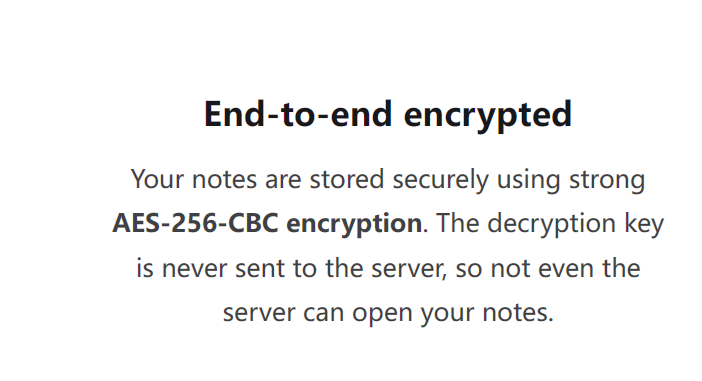 End-to-end encrypted
Your notes are stored securely using strong
AES-256-CBC encryption. The decryption key
is never sent to the server, so not even the
server can open your notes.